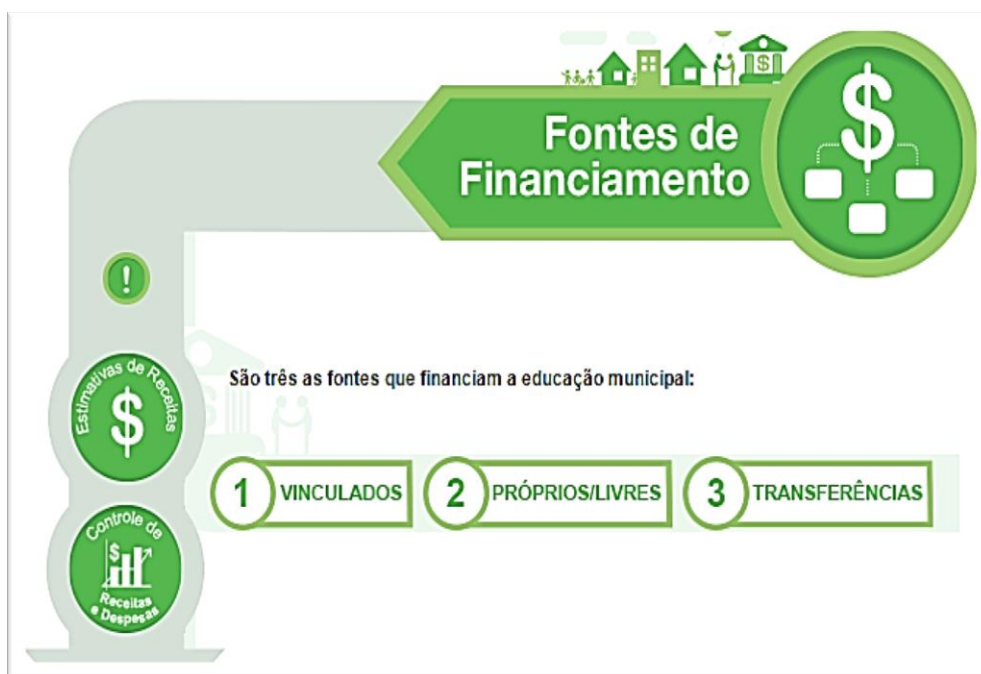 $
Fontes de
Financiamento
$
!
Estimativas de Receitas
$
São três as fontes que financiam a educação municipal:
1 VINCULADOS 2 PRÓPRIOS/LIVRES 3 TRANSFERÊNCIAS
Controle de
$
Receitas
e Despesas